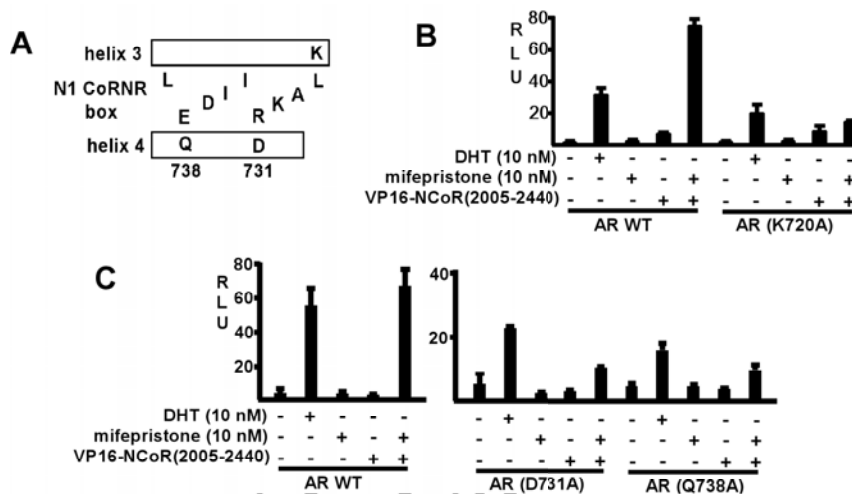 A
helix 3
K
N1 CoRNR box
L E D I I R K A L
helix 4
Q D
738 731
B
RLU
80
60
40
20
DHT (10 nM) - + - - - - + - - -
mifepristone (10 nM) - - + - + - - + - +
VP16-NCoR(2005-2440) - - - + + - - - + +
AR WT
AR (K720A)
C
RLU
80
60
40
20
40
20
DHT (10 nM) - + - - - - + - - - - + - - -
mifepristone (10 nM) - - + - + - - + - + - - + - +
VP16-NCoR(2005-2440) - - - + + - - - + + - - - + +
AR WT
AR (D731A)
AR (Q738A)